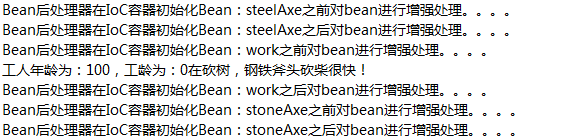 Bean后处理器在IoC容器初始化Bean：steelAxe之前对bean进行增强处理。。。。
Bean后处理器在IoC容器初始化Bean：steelAxe之后对bean进行增强处理。。。。
Bean后处理器在IoC容器初始化Bean：work之前对bean进行增强处理。。。。
工人年龄为：100，工龄为：0在砍树，钢铁斧头砍柴很快！
Bean后处理器在IoC容器初始化Bean：work之后对bean进行增强处理。。。。
Bean后处理器在IoC容器初始化Bean：stoneAxe之前对bean进行增强处理。。。。
Bean后处理器在IoC容器初始化Bean：stoneAxe之后对bean进行增强处理。。。。